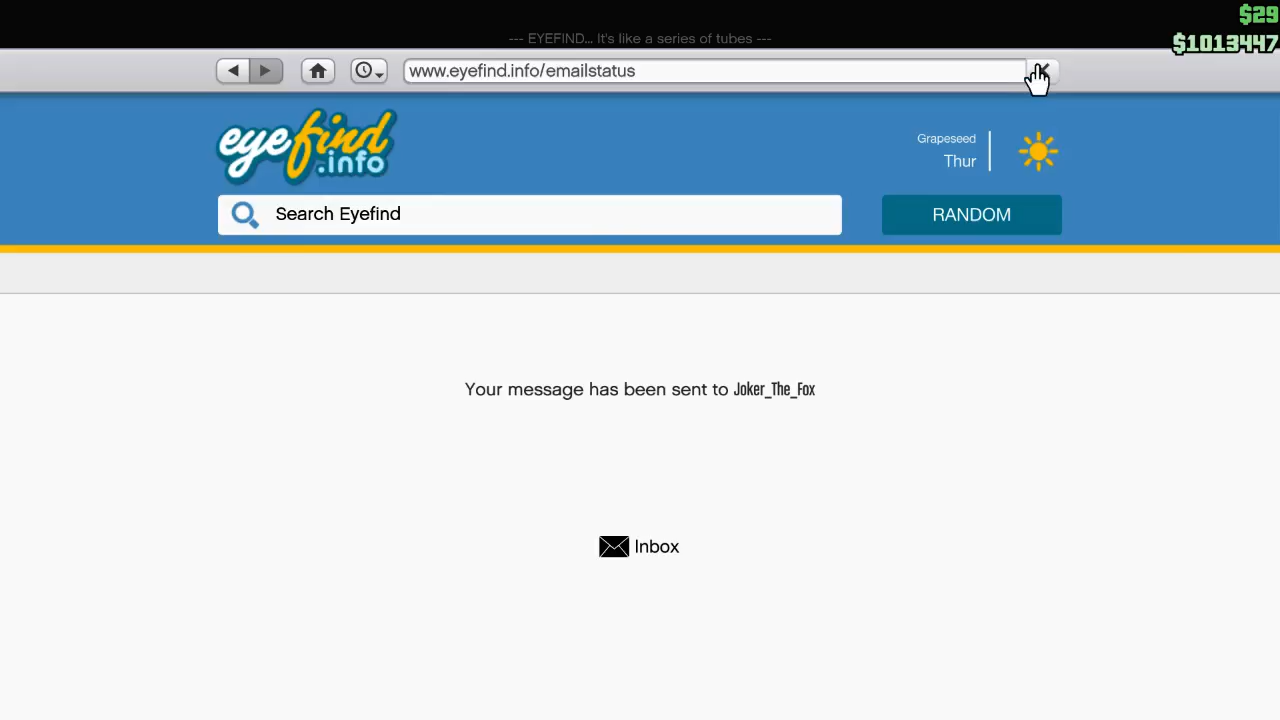 $29
--- EYEFIND... It's like a series of tubes ---
$1013447
www.eyefind.info/emailstatus
eyefind
.info
Grapeseed
Thur
Search Eyefind
RANDOM
Your message has been sent to Joker_The_Fox
Inbox